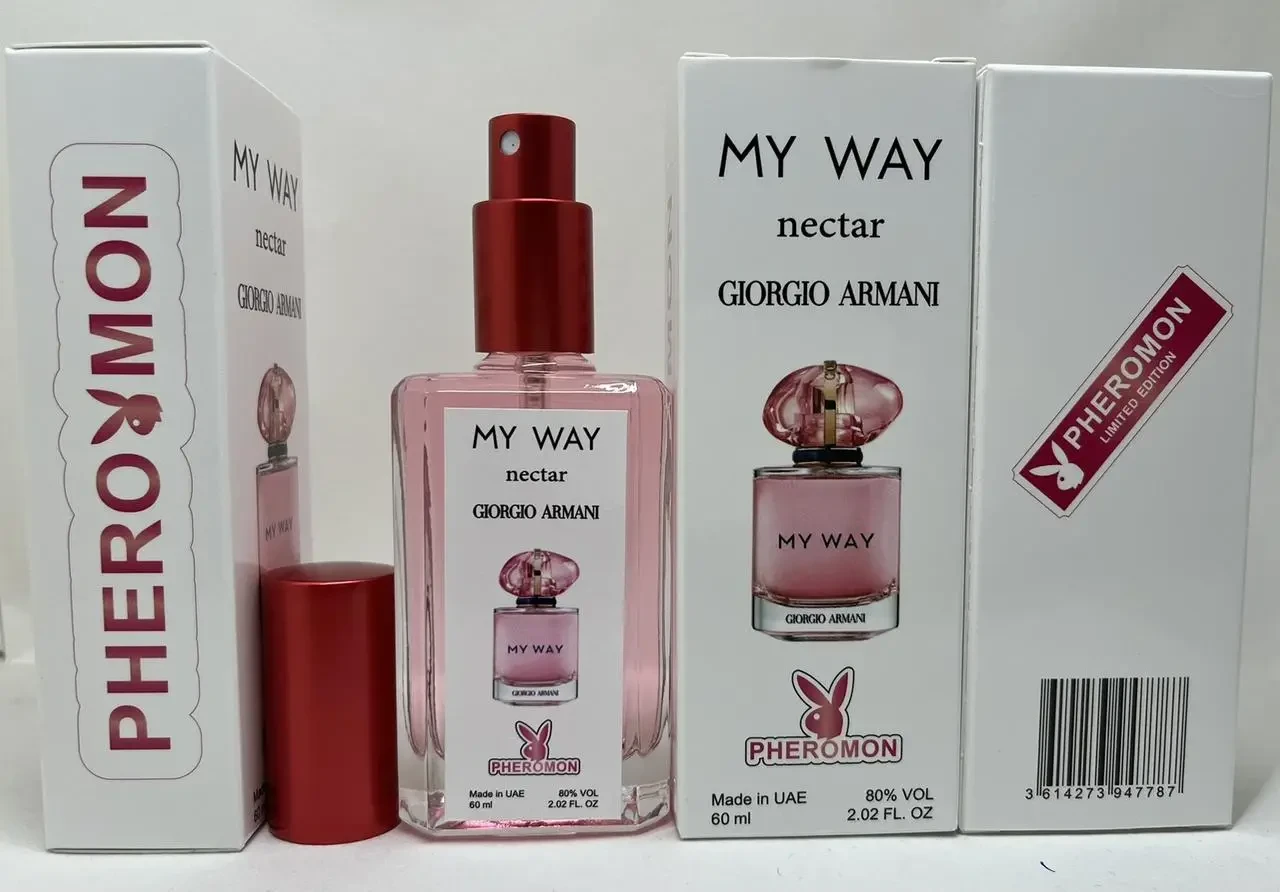 PHEROMON
MY WAY
nectar
GIORGIO ARMANI
MY WAY
MY WAY
nectar
GIORGIO ARMANI
MY WAY
GIORGIO ARMANI
PHEROMON
Made in UAE 80% VOL
60 ml 2.02 FL. OZ
MY WAY
nectar
GIORGIO ARMANI
MY WAY
GIORGIO ARMANI
PHEROMON
Made in UAE 80% VOL
60 ml 2.02 FL. OZ
PHEROMON
LIMITED EDITION
3 614273 947787